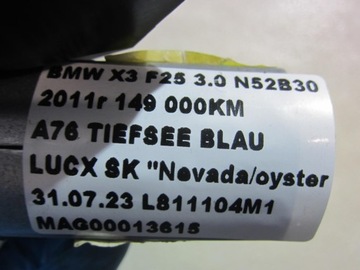 BMW X3 F25 3.0 N52B30
2011r 149 000KM
A76 TIEFSEE BLAU
LUCX SK "Nevada/oyster
31.07.23 L811104M1
MAG00013615